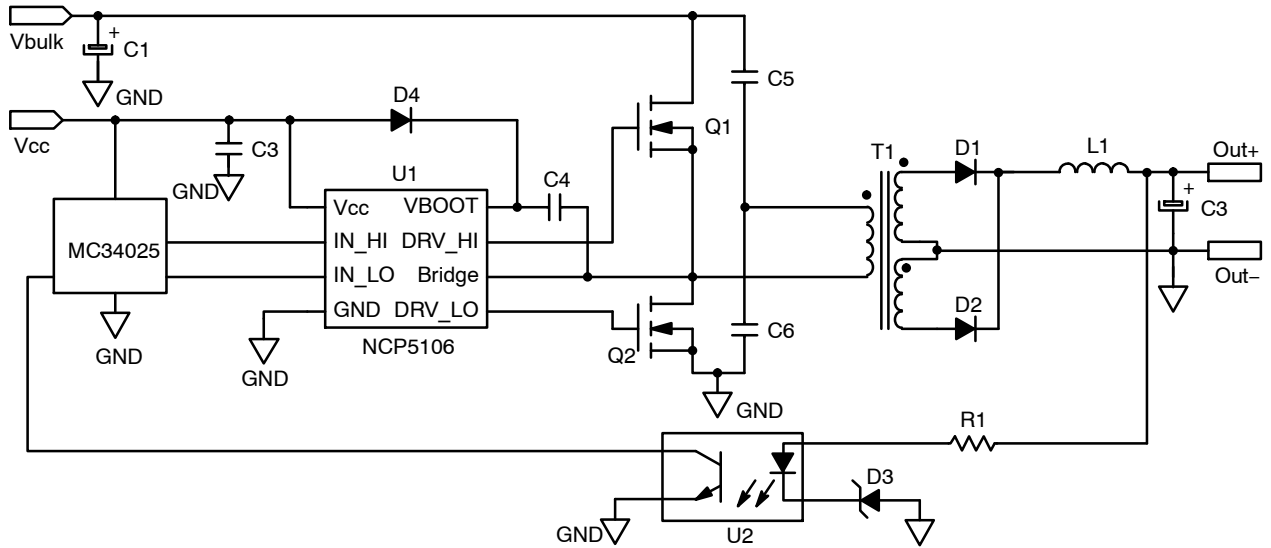 Vbulk
+
C1
GND
Vcc
C3
GND
D4
U1
C4
Vcc
VBOOT
IN_HI
DRV_HI
IN_LO
Bridge
GND
DRV_LO
NCP5106
MC34025
GND
GND
Q1
Q2
C5
C6
GND
T1
D1
D2
L1
+
C3
Out+
Out−
R1
D3
U2
GND